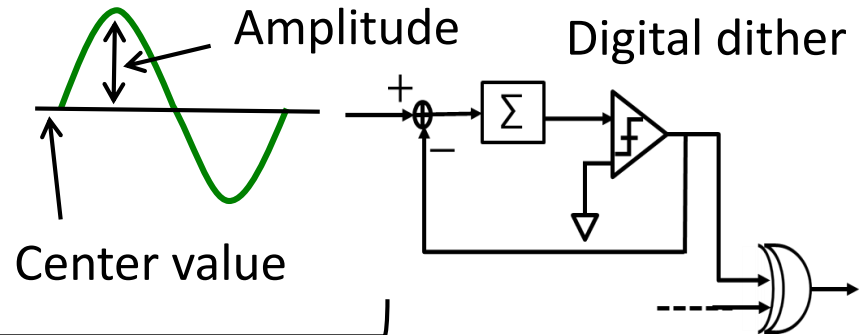 Amplitude
Digital dither
+
Σ
−
Center value